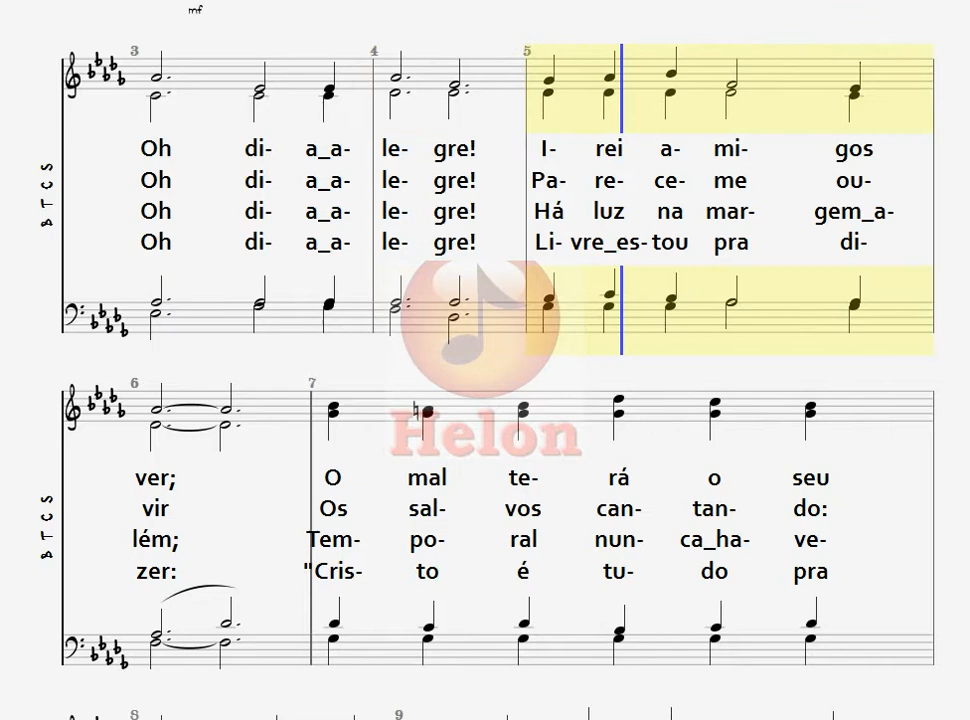 mf
3 4 5
Oh di- a_a- le- gre! I- rei a- mi- gos
Oh di- a_a- le- gre! Pa- re- ce- me ou-
Oh di- a_a- le- gre! Há luz na mar- gem_a-
Oh di- a_a- le- gre! Li- vre_es- tou pra di-
B T C S
Helon
6 7
ver; O mal te- rá o seu
vir Os sal- vos can- tan- do:
lém; Tem- po- ral nun- ca_ha- ve-
zer: "Cris- to é tu- do pra
B T C S
8 9